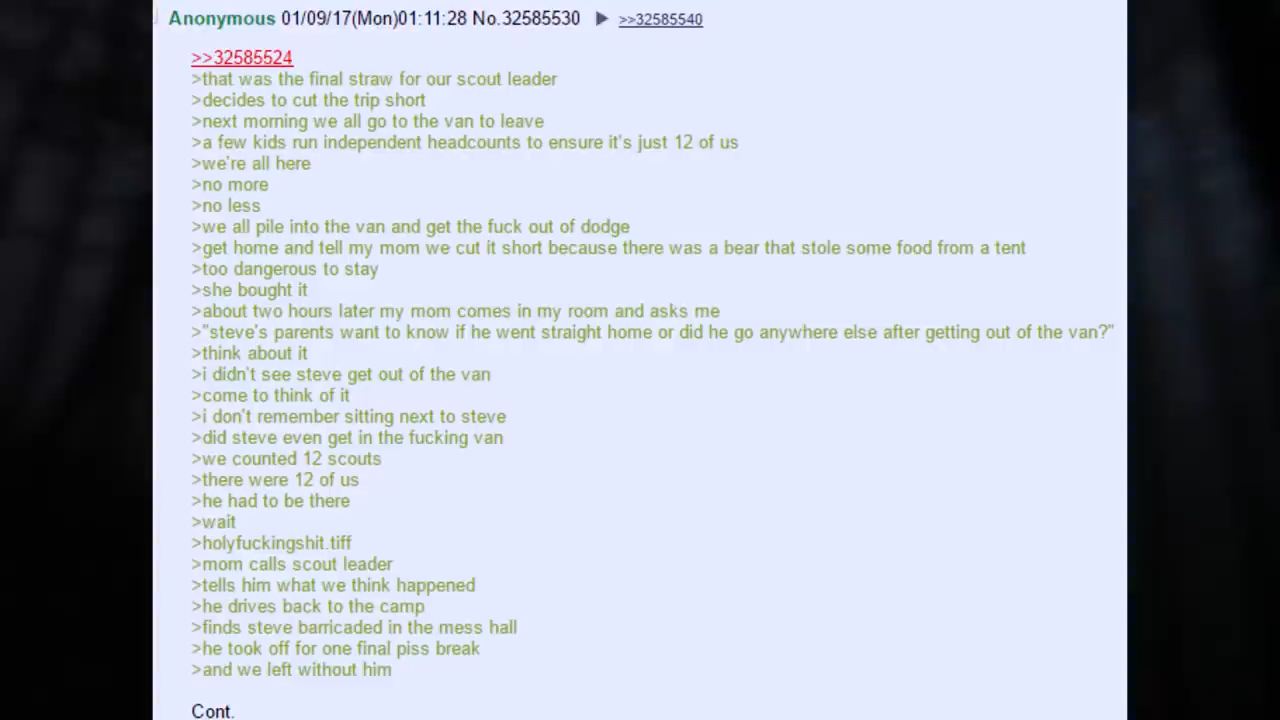 Anonymous 01/09/17(Mon)01:11:28 No.32585530 ▶ >>32585540
>>32585524
>that was the final straw for our scout leader
>decides to cut the trip short
>next morning we all go to the van to leave
>a few kids run independent headcounts to ensure it's just 12 of us
>we're all here
>no more
>no less
>we all pile into the van and get the fuck out of dodge
>get home and tell my mom we cut it short because there was a bear that stole some food from a tent
>too dangerous to stay
>she bought it
>about two hours later my mom comes in my room and asks me
>"steve's parents want to know if he went straight home or did he go anywhere else after getting out of the van?"
>think about it
>i didn't see steve get out of the van
>come to think of it
>i don't remember sitting next to steve
>did steve even get in the fucking van
>we counted 12 scouts
>there were 12 of us
>he had to be there
>wait
>holyfuckingshit.tiff
>mom calls scout leader
>tells him what we think happened
>he drives back to the camp
>finds steve barricaded in the mess hall
>he took off for one final piss break
>and we left without him
Cont.